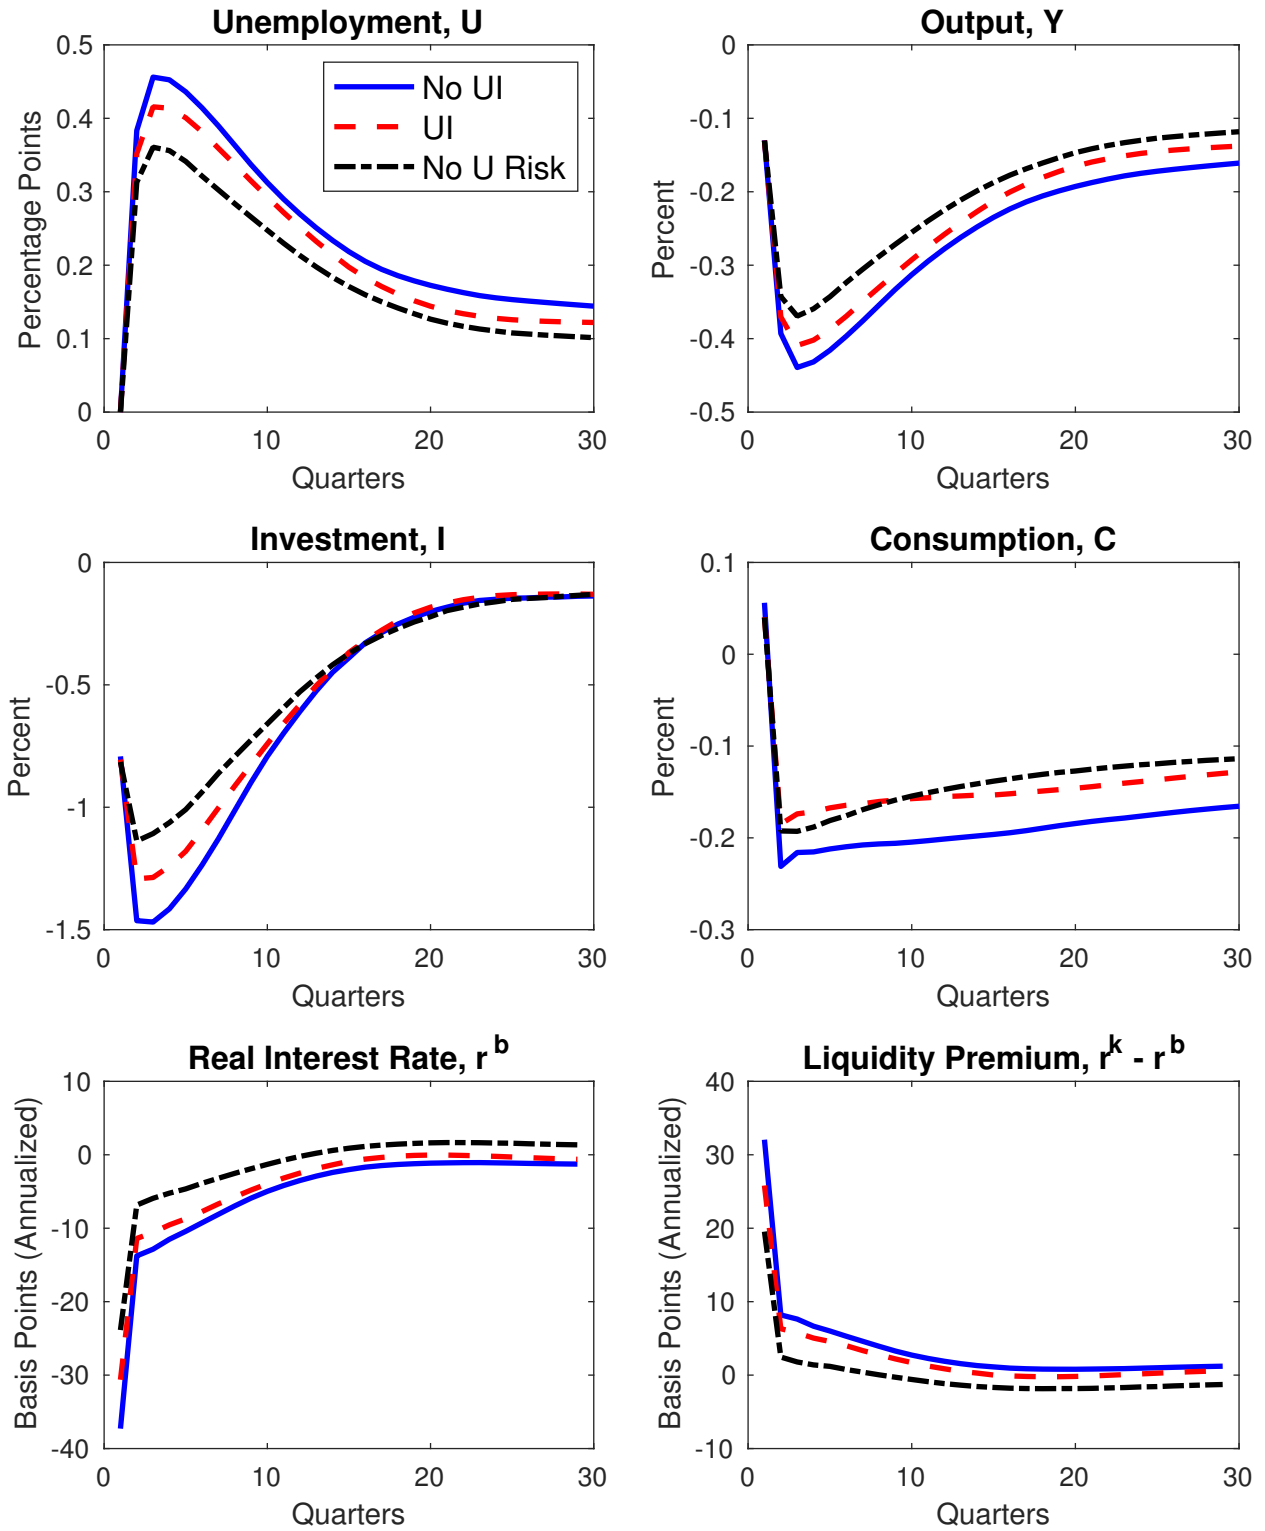 Unemployment, U
Percentage Points
0.5
0.4
0.3
0.2
0.1
0
0 10 20 30
Quarters
No UI
UI
No U Risk
Output, Y
Percent
0
-0.1
-0.2
-0.3
-0.4
-0.5
0 10 20 30
Quarters
Investment, I
Percent
0
-0.5
-1
-1.5
0 10 20 30
Quarters
Consumption, C
Percent
0.1
0
-0.1
-0.2
-0.3
0 10 20 30
Quarters
Real Interest Rate, r^b
Basis Points (Annualized)
10
0
-10
-20
-30
-40
0 10 20 30
Quarters
Liquidity Premium, r^k - r^b
Basis Points (Annualized)
40
30
20
10
0
-10
0 10 20 30
Quarters